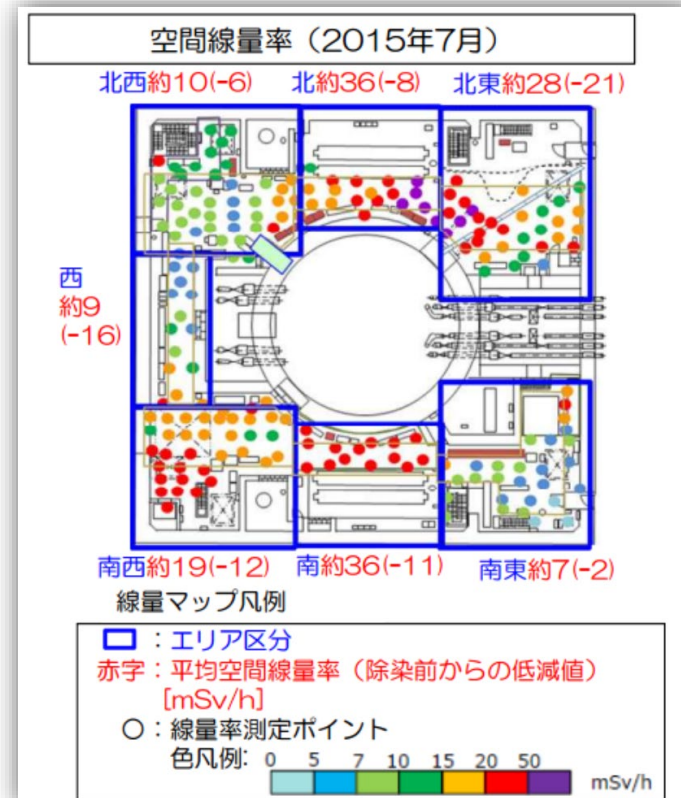 空間線量率（2015年7月）
北西約10(-6) 北約36(-8) 北東約28(-21)
西
約9
(-16)
南西約19(-12) 南約36(-11) 南東約7(-2)
線量マップ凡例
：エリア区分
赤字：平均空間線量率（除染前からの低減値）
[mSv/h]
○：線量率測定ポイント
色凡例: 0 5 7 10 15 20 50
mSv/h